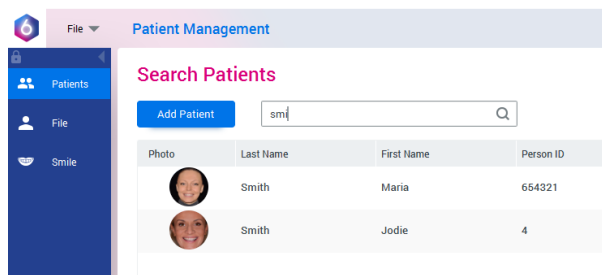 6 File Patient Management
Patients
File
Smile
Search Patients
Add Patient smi
Photo Last Name First Name Person ID
Smith Maria 654321
Smith Jodie 4